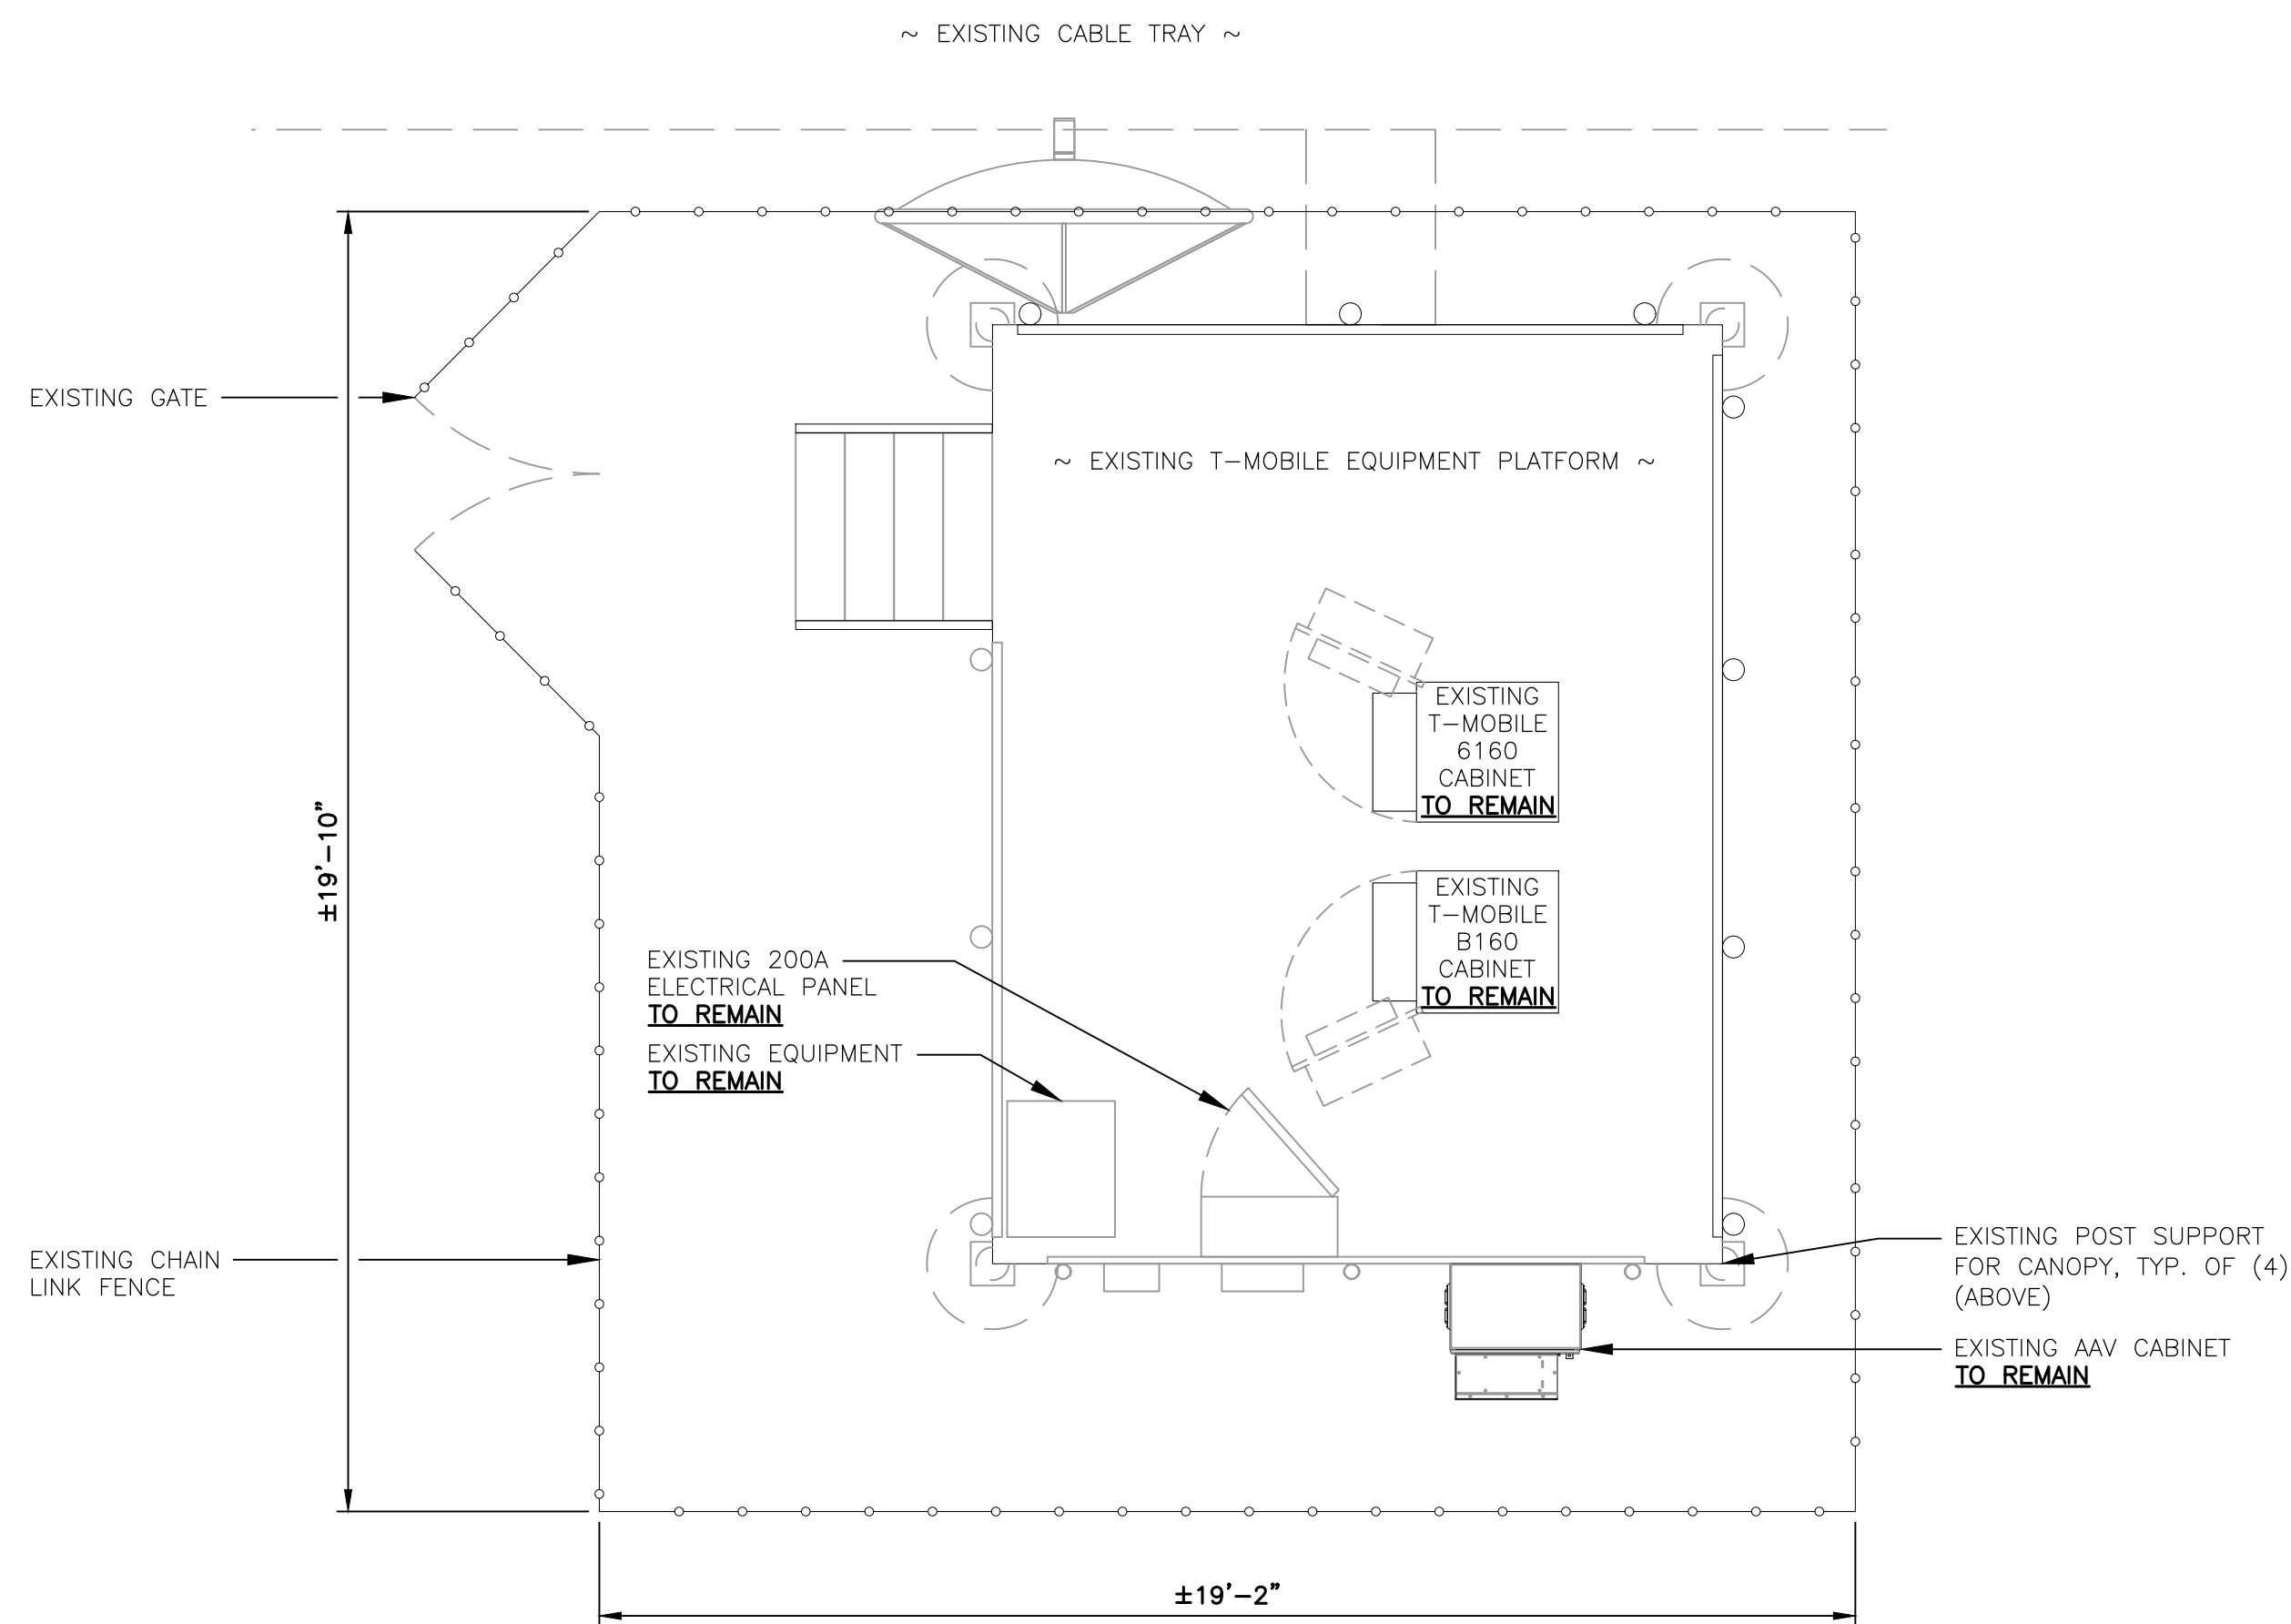 ~ EXISTING CABLE TRAY ~
EXISTING GATE
~ EXISTING T-MOBILE EQUIPMENT PLATFORM ~
EXISTING
T-MOBILE
6160
CABINET
TO REMAIN
±19'-10"
EXISTING
T-MOBILE
B160
CABINET
TO REMAIN
EXISTING 200A
ELECTRICAL PANEL
TO REMAIN
EXISTING EQUIPMENT
TO REMAIN
EXISTING CHAIN
LINK FENCE
EXISTING POST SUPPORT
FOR CANOPY, TYP. OF (4)
(ABOVE)
EXISTING AAV CABINET
TO REMAIN
±19'-2"